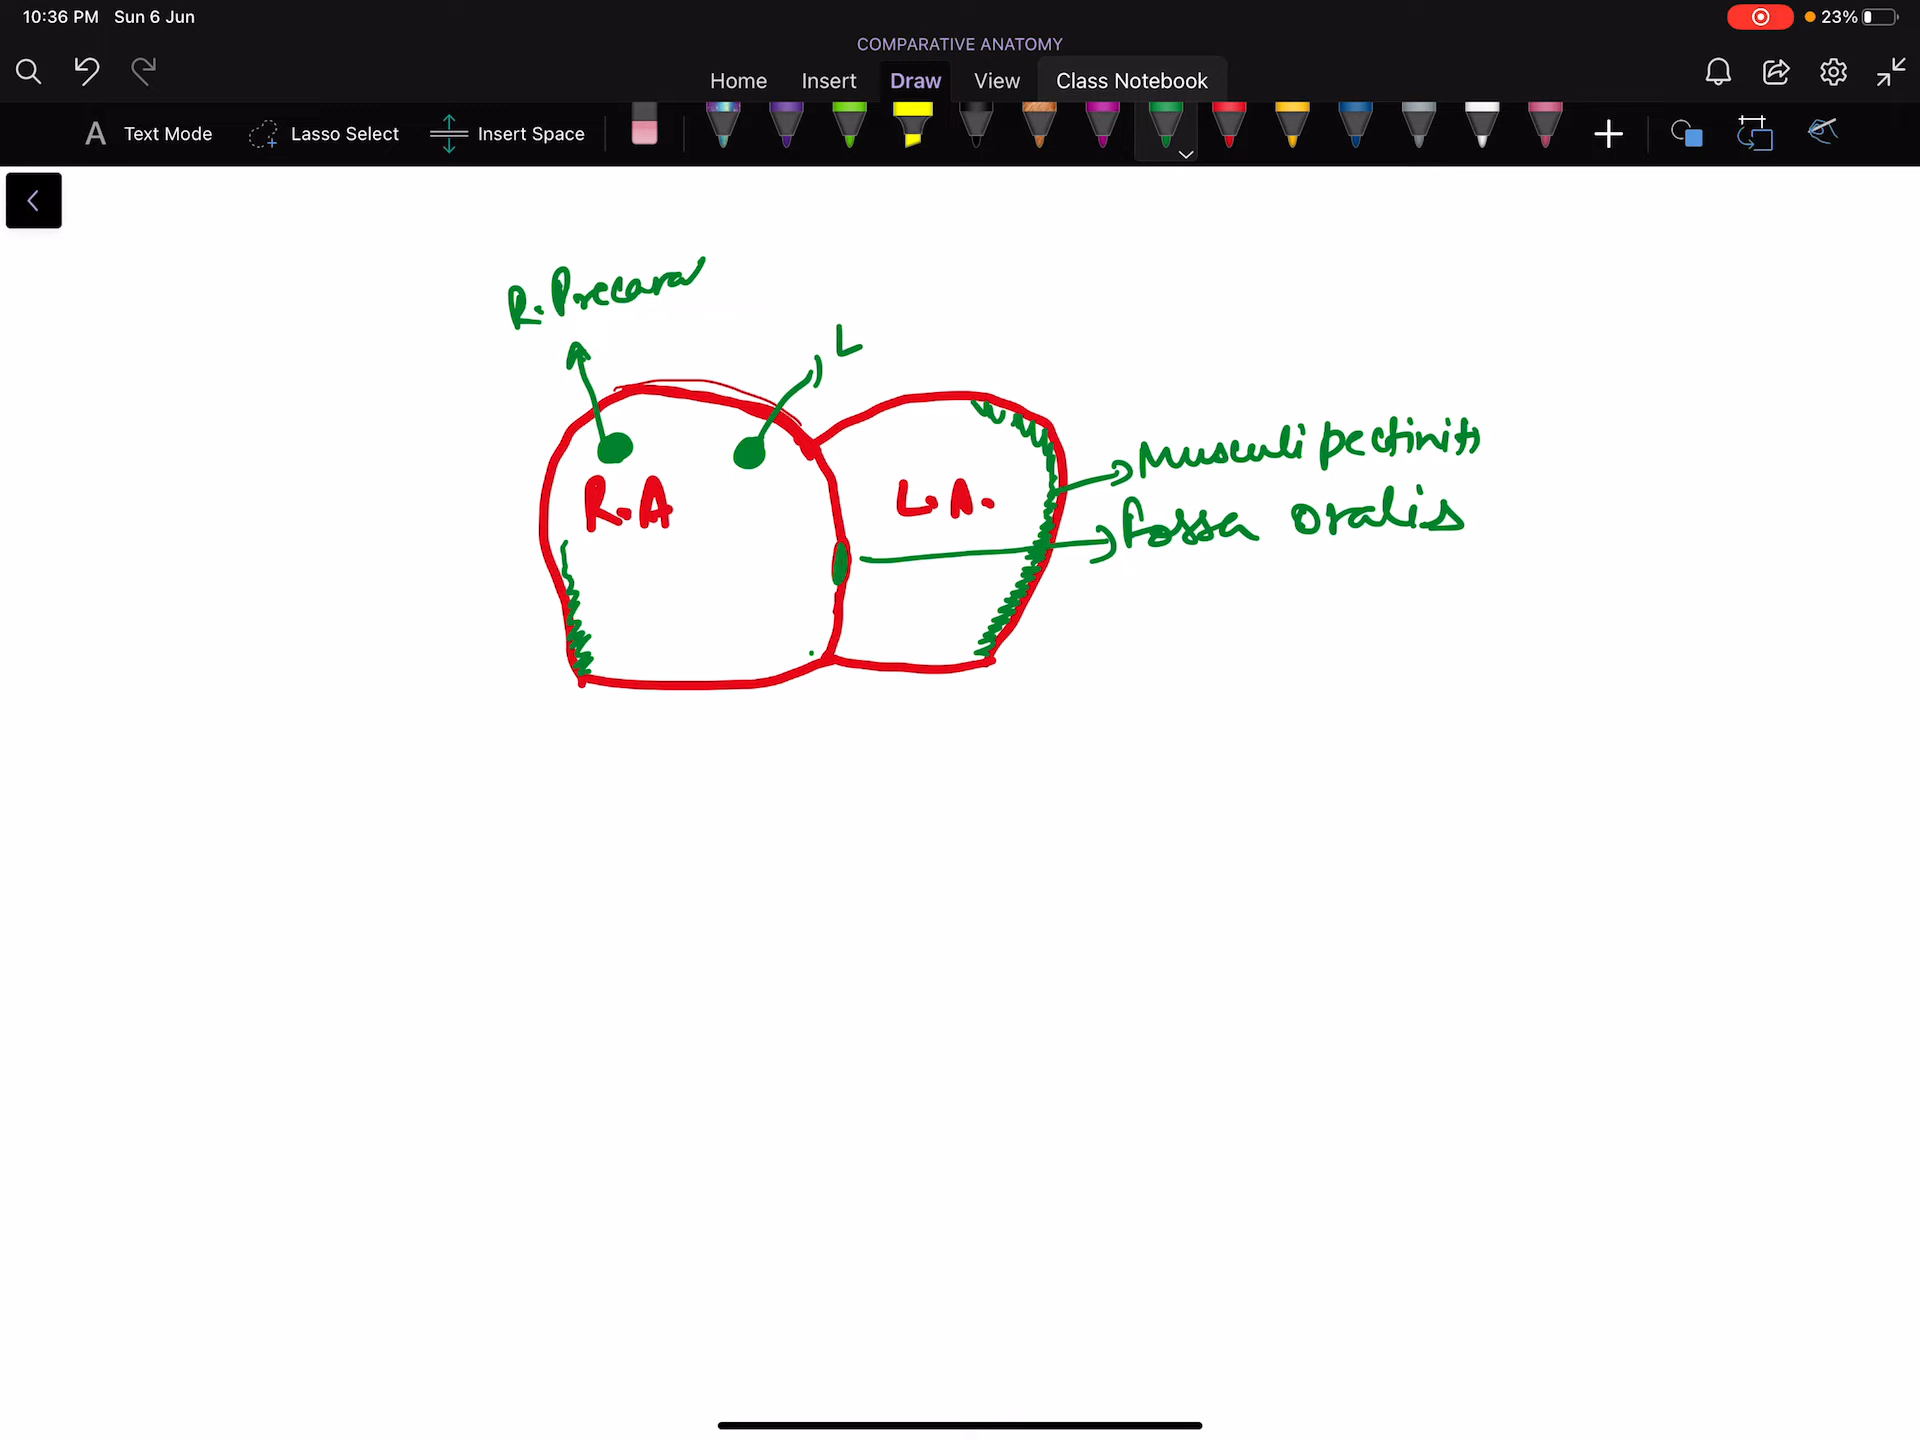 10:36 PM Sun 6 Jun
23%
COMPARATIVE ANATOMY
Home Insert Draw View Class Notebook
A Text Mode Lasso Select Insert Space
R. Precaval
L
R.A
L.A.
Musculi pectiniti
Fossa ovalis